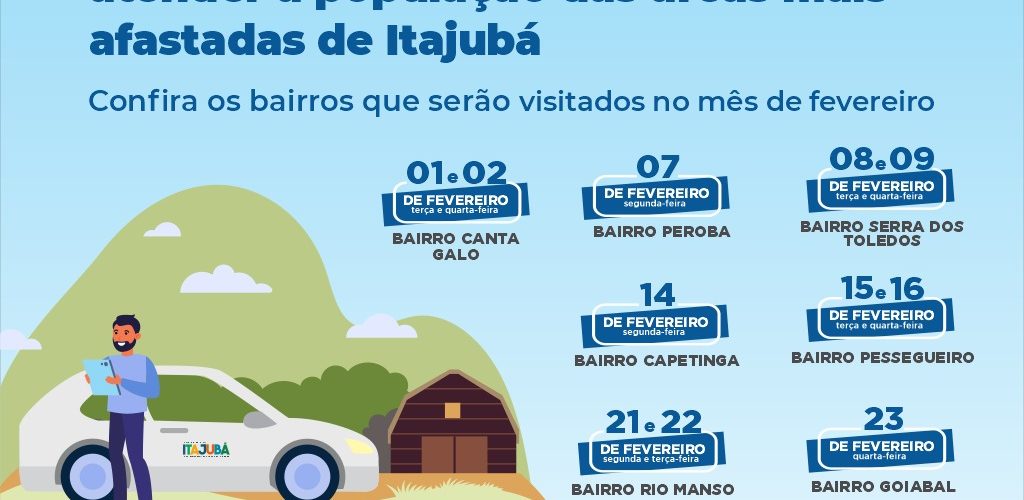 atender a população das áreas mais
afastadas de Itajubá
Confira os bairros que serão visitados no mês de fevereiro
01 e 02
DE FEVEREIRO
terça e quarta-feira
BAIRRO CANTA
GALO
07
DE FEVEREIRO
segunda-feira
BAIRRO PEROBA
08 e 09
DE FEVEREIRO
terça e quarta-feira
BAIRRO SERRA DOS
TOLEDOS
14
DE FEVEREIRO
segunda-feira
BAIRRO CAPETINGA
15 e 16
DE FEVEREIRO
terça e quarta-feira
BAIRRO PESSEGUEIRO
21 e 22
DE FEVEREIRO
segunda e terça-feira
BAIRRO RIO MANSO
23
DE FEVEREIRO
quarta-feira
BAIRRO GOIABAL
ITAJUBÁ